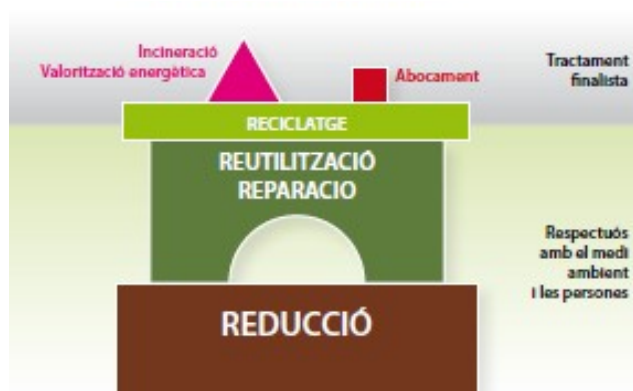 Incineració
Valorització energètica
Abocament
Tractament
finalista
RECICLATGE
REUTILITZACIÓ
REPARACIO
Respectuós
amb el medi
ambient
i les persones
REDUCCIÓ